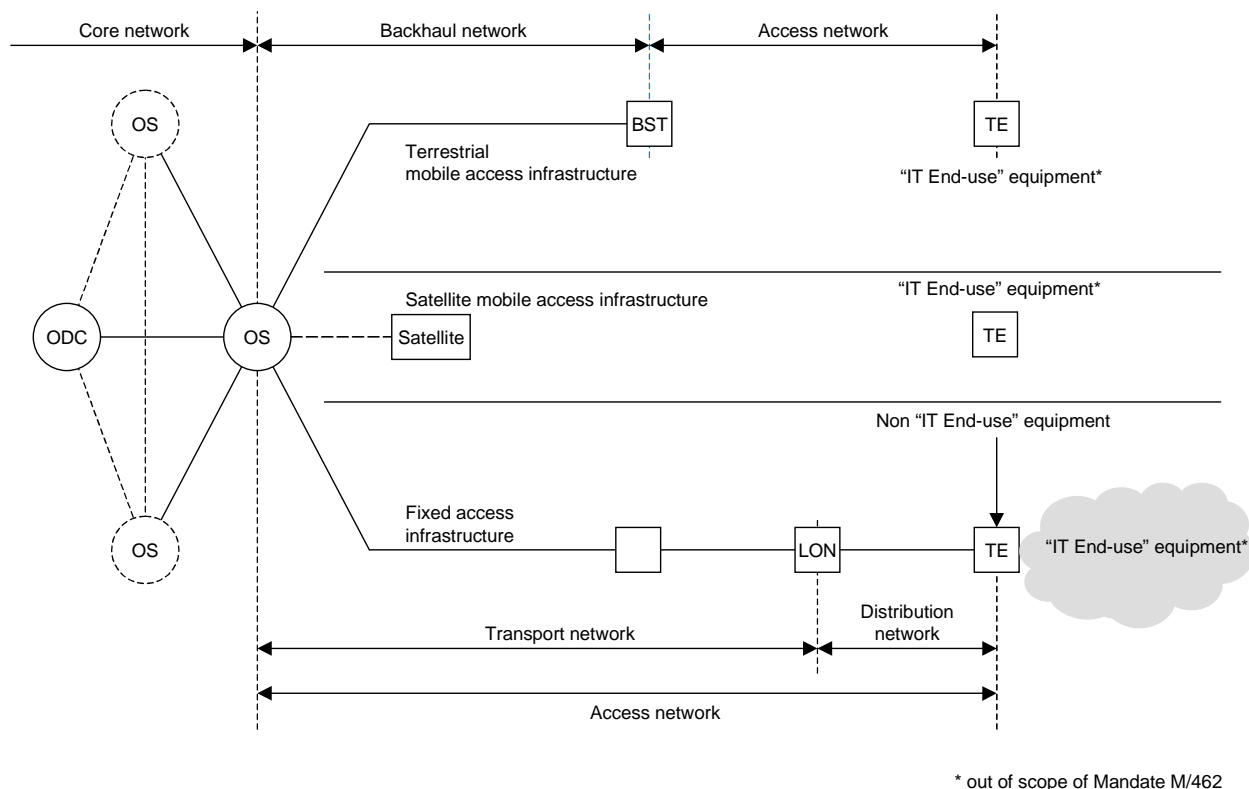 Core network
Backhaul network
Access network
OS
BST
TE
Terrestrial
mobile access infrastructure
“IT End-use” equipment*
“IT End-use” equipment*
Satellite mobile access infrastructure
ODC
OS
Satellite
TE
Non “IT End-use” equipment
Fixed access
infrastructure
OS
LON
TE
“IT End-use” equipment*
Distribution
network
Transport network
Access network
* out of scope of Mandate M/462